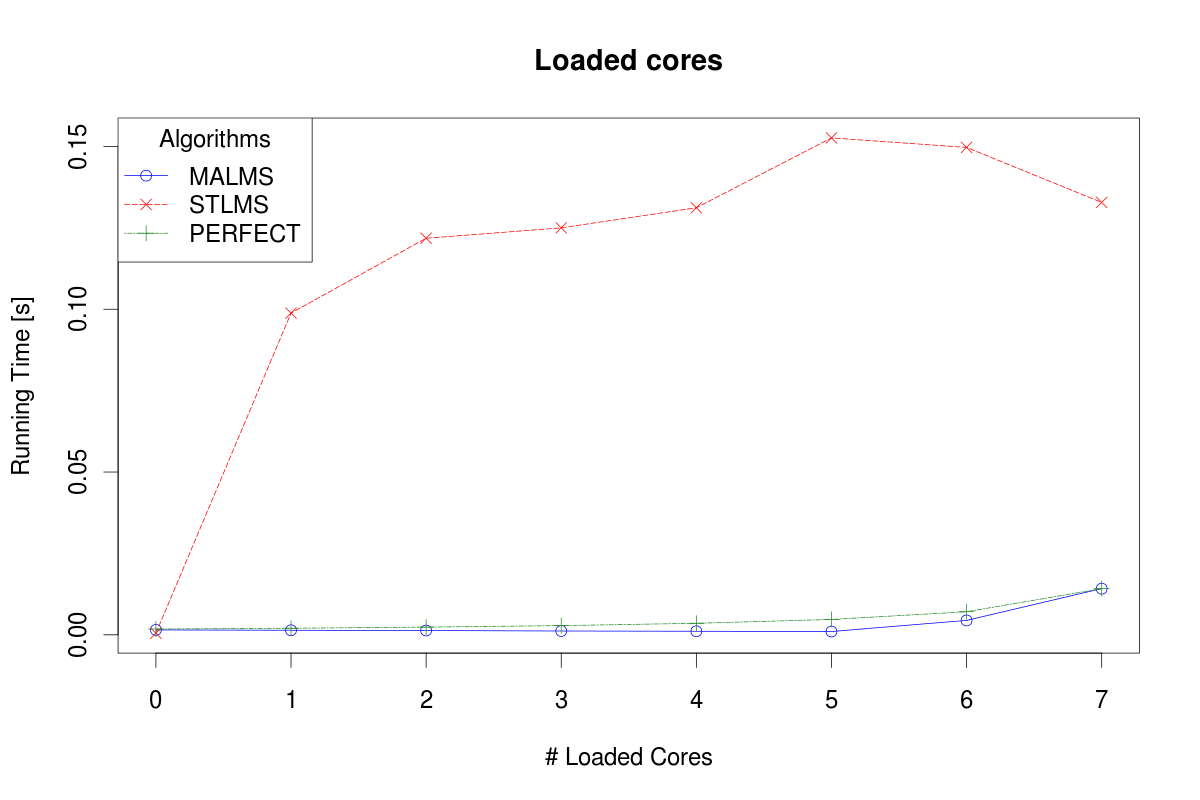 Loaded cores
Algorithms
MALMS
STLMS
PERFECT
Running Time [s]
0.15
0.10
0.05
0.00
0 1 2 3 4 5 6 7
# Loaded Cores